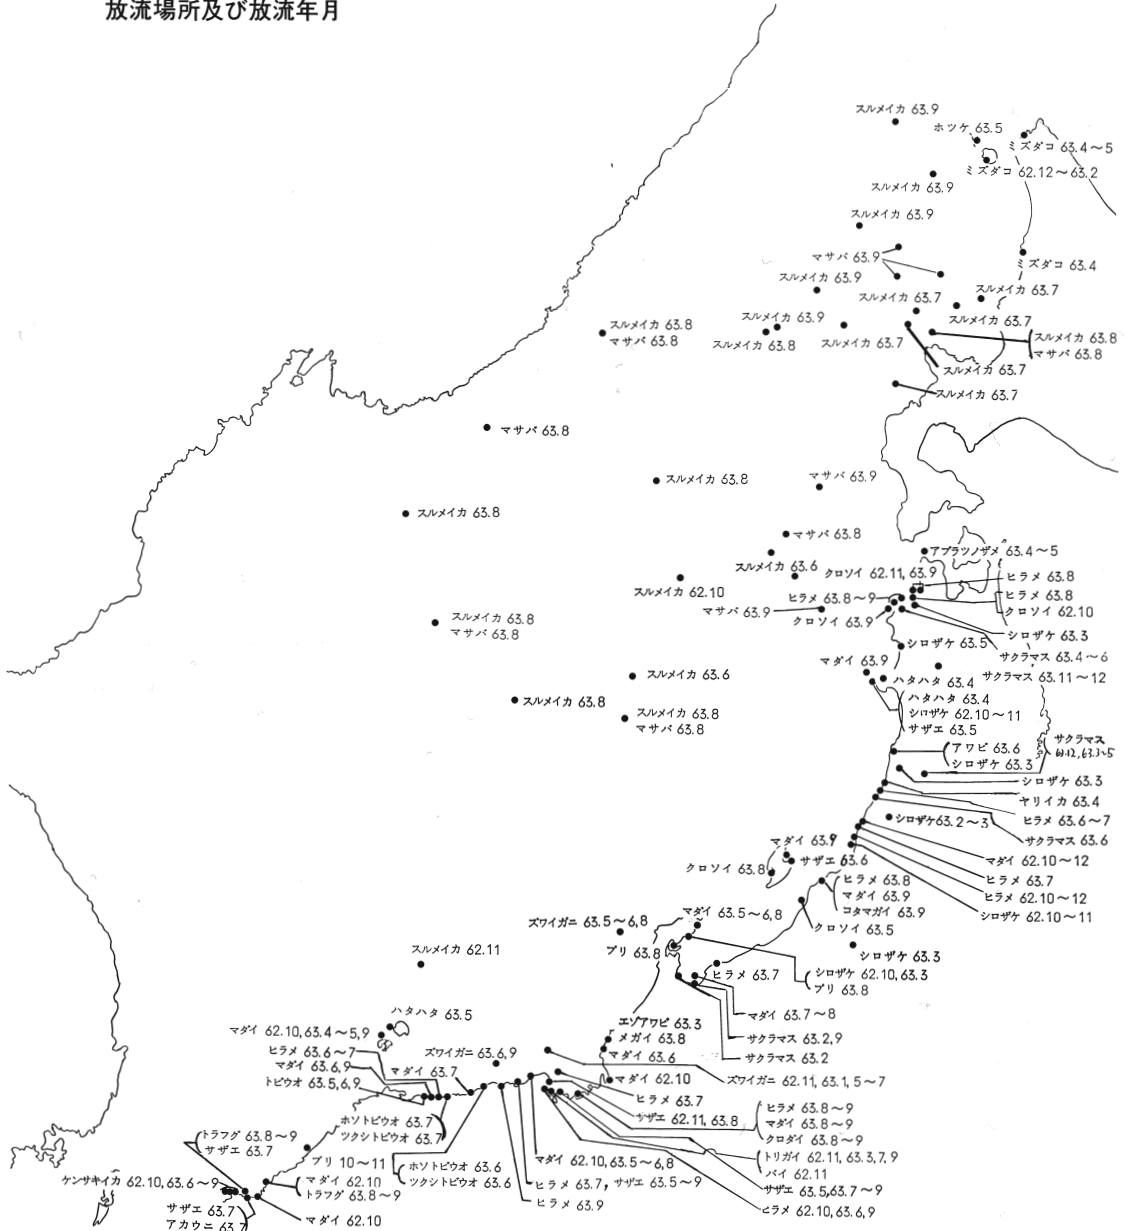 放流場所及び放流年月
スルメイカ 63.9
ホツケ 63.5
ミズダコ 63.4～5
ミズダコ 62.12～63.2
スルメイカ 63.9
スルメイカ 63.9
マサバ 63.9
ミズダコ 63.4
スルメイカ 63.9
スルメイカ 63.7
スルメイカ 63.7
スルメイカ 63.9
スルメイカ 63.7
スルメイカ 63.8
マサバ 63.8
スルメイカ 63.8
スルメイカ 63.7
スルメイカ 63.8
マサバ 63.8
スルメイカ 63.7
スルメイカ 63.7
マサバ 63.8
スルメイカ 63.8
マサバ 63.9
スルメイカ 63.8
マサバ 63.8
アブラツノザメ 63.4～5
スルメイカ 63.6
クロソイ 62.11, 63.9
ヒラメ 63.8
スルメイカ 62.10
ヒラメ 63.8～9
ヒラメ 63.8
クロソイ 62.10
マサバ 63.9
クロソイ 63.9
スルメイカ 63.8
マサバ 63.8
シロザケ 63.3
シロザケ 63.5
サクラマス 63.4～6
マダイ 63.9
スルメイカ 63.6
ハタハタ 63.4
サクラマス 63.11～12
スルメイカ 63.8
ハタハタ 63.4
シロザケ 62.10～11
サザエ 63.5
スルメイカ 63.8
マサバ 63.8
サクラマス
アワビ 63.6
シロザケ 63.3
シロザケ 63.3
ヤリイカ 63.4
シロザケ63.2～3
ヒラメ 63.6～7
サクラマス 63.6
マダイ 63.9
サザエ 63.6
マダイ 62.10～12
クロソイ 63.8
ヒラメ 63.8
マダイ 63.9
コタマガイ 63.9
ヒラメ 63.7
ヒラメ 62.10～12
シロザケ 62.10～11
マダイ 63.5～6,8
ズワイガニ 63.5～6,8
クロソイ 63.5
スルメイカ 62.11
ブリ 63.8
シロザケ 63.3
ヒラメ 63.7
シロザケ 62.10, 63.3
ブリ 63.8
ハタハタ 63.5
マダイ 63.7～8
エゾアワビ 63.3
メガイ 63.8
マダイ 63.6
サクラマス 63.2,9
サクラマス 63.2
マダイ 62.10, 63.4～5,9
ヒラメ 63.6～7
マダイ 63.6,9
トビウオ 63.5,6,9
マダイ 63.7
ズワイガニ 63.6,9
マダイ 62.10
ズワイガニ 62.11, 63.1, 5～7
ヒラメ 63.7
サザエ 62.11, 63.8
ヒラメ 63.8～9
マダイ 63.8～9
クロダイ 63.8～9
ホソトビウオ
ツクシトビウオ 63.7
トラフグ 63.8～9
サザエ 63.7
ブリ 10～11
ホソトビウオ 63.6
ツクシトビウオ 63.6
マダイ 62.10, 63.5～6,8
トリガイ 62.11, 63.3,7,9
バイ 62.11
ケンサキイカ 62.10, 63.6～9
マダイ 62.10
トラフグ 63.8～9
ヒラメ 63.7, サザエ 63.5～9
サザエ 63.5, 63.7～9
ヒラメ 63.9
ヒラメ 62.10, 63.6,9
サザエ 63.7
アカウニ 63.7
マダイ 62.10